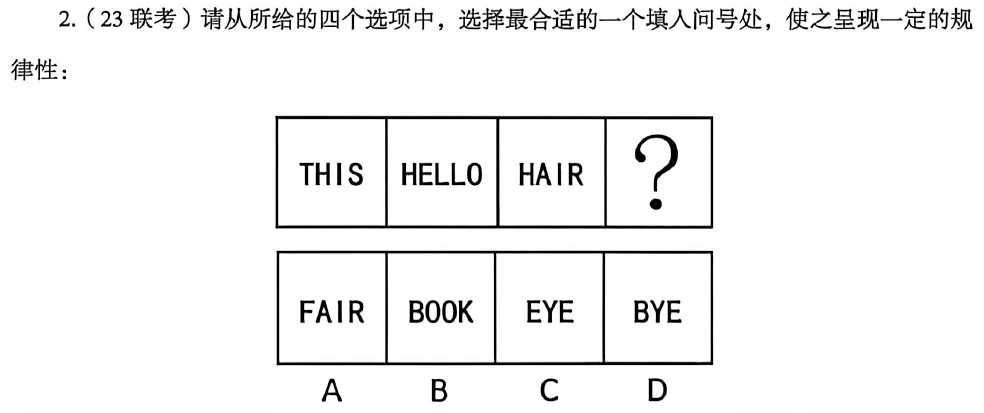 2.（23 联考）请从所给的四个选项中，选择最合适的一个填人问号处，使之呈现一定的规
律性：
THIS HELLO HAIR ?
FAIR BOOK EYE BYE
A B C D